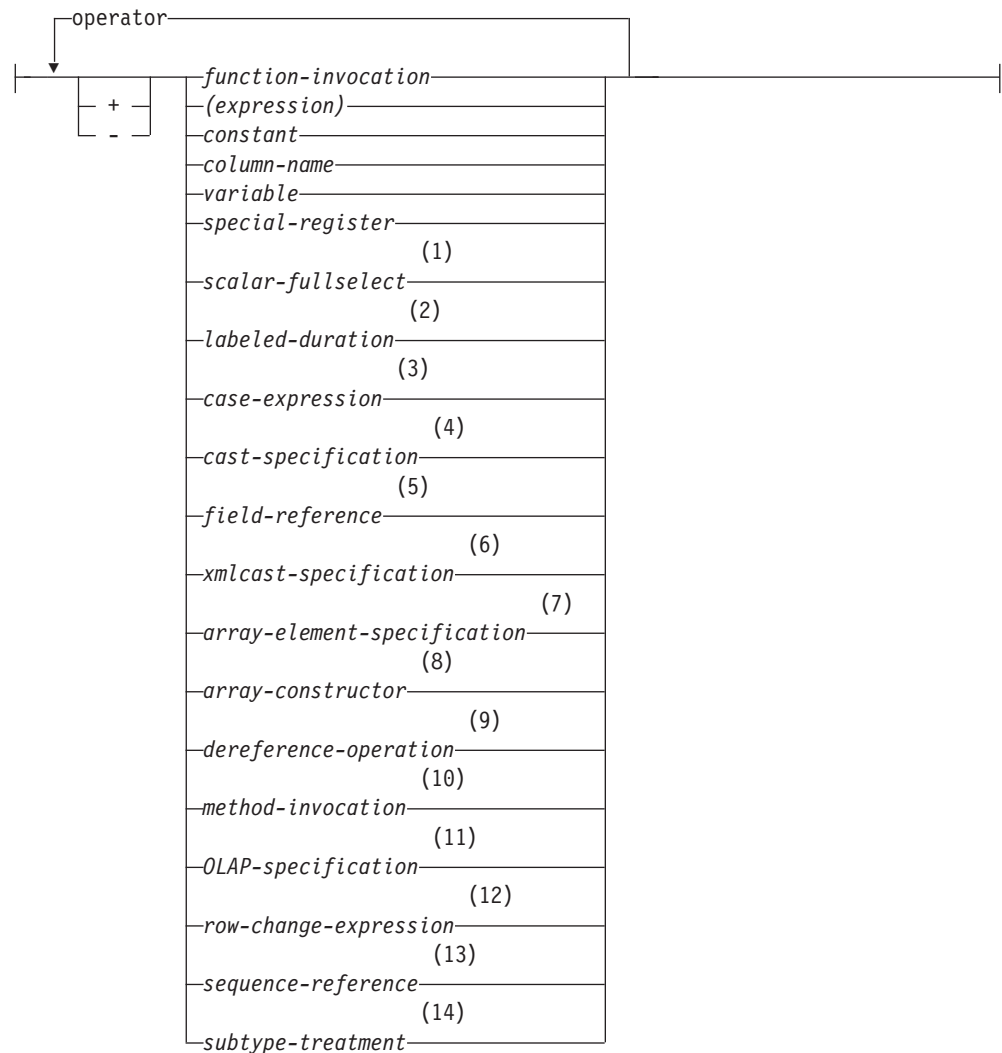 operator
function-invocation
+
(expression)
-
constant
column-name
variable
special-register
(1)
scalar-fullselect
(2)
labeled-duration
(3)
case-expression
(4)
cast-specification
(5)
field-reference
(6)
xmlcast-specification
(7)
array-element-specification
(8)
array-constructor
(9)
dereference-operation
(10)
method-invocation
(11)
OLAP-specification
(12)
row-change-expression
(13)
sequence-reference
(14)
subtype-treatment